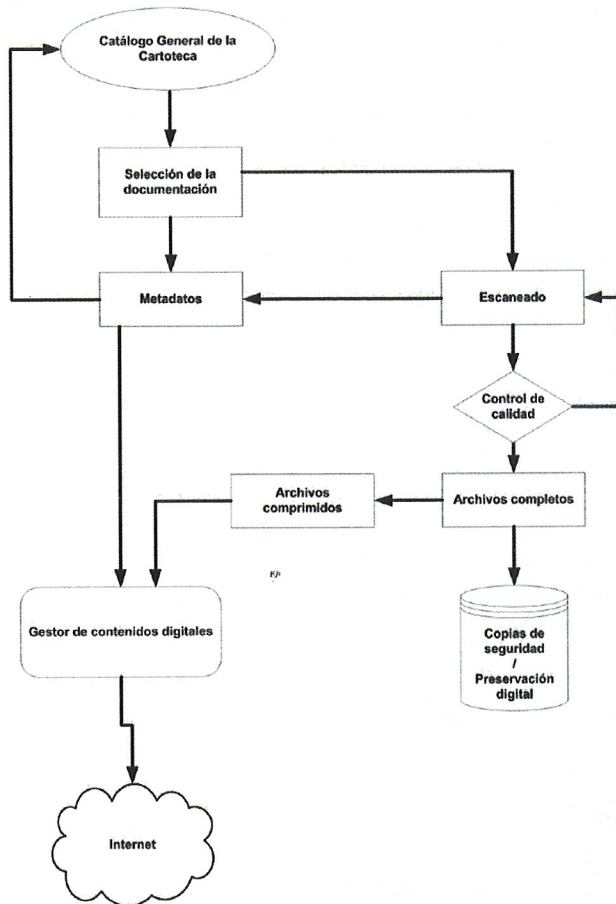 Catálogo General de la
Cartoteca
Selección de la
documentación
Metadatos
Escaneado
Control de
calidad
Archivos
comprimidos
Archivos completos
Gestor de contenidos digitales
Copias de
seguridad
/
Preservación
digital
Internet